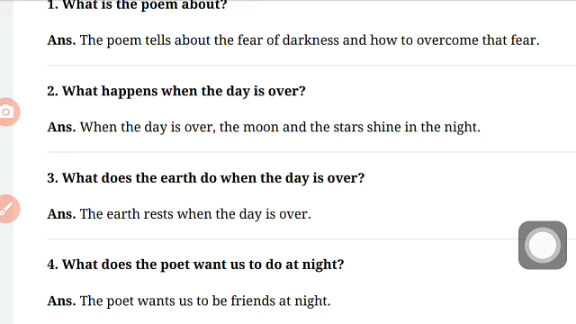 1. What is the poem about?
Ans. The poem tells about the fear of darkness and how to overcome that fear.
2. What happens when the day is over?
Ans. When the day is over, the moon and the stars shine in the night.
3. What does the earth do when the day is over?
Ans. The earth rests when the day is over.
4. What does the poet want us to do at night?
Ans. The poet wants us to be friends at night.